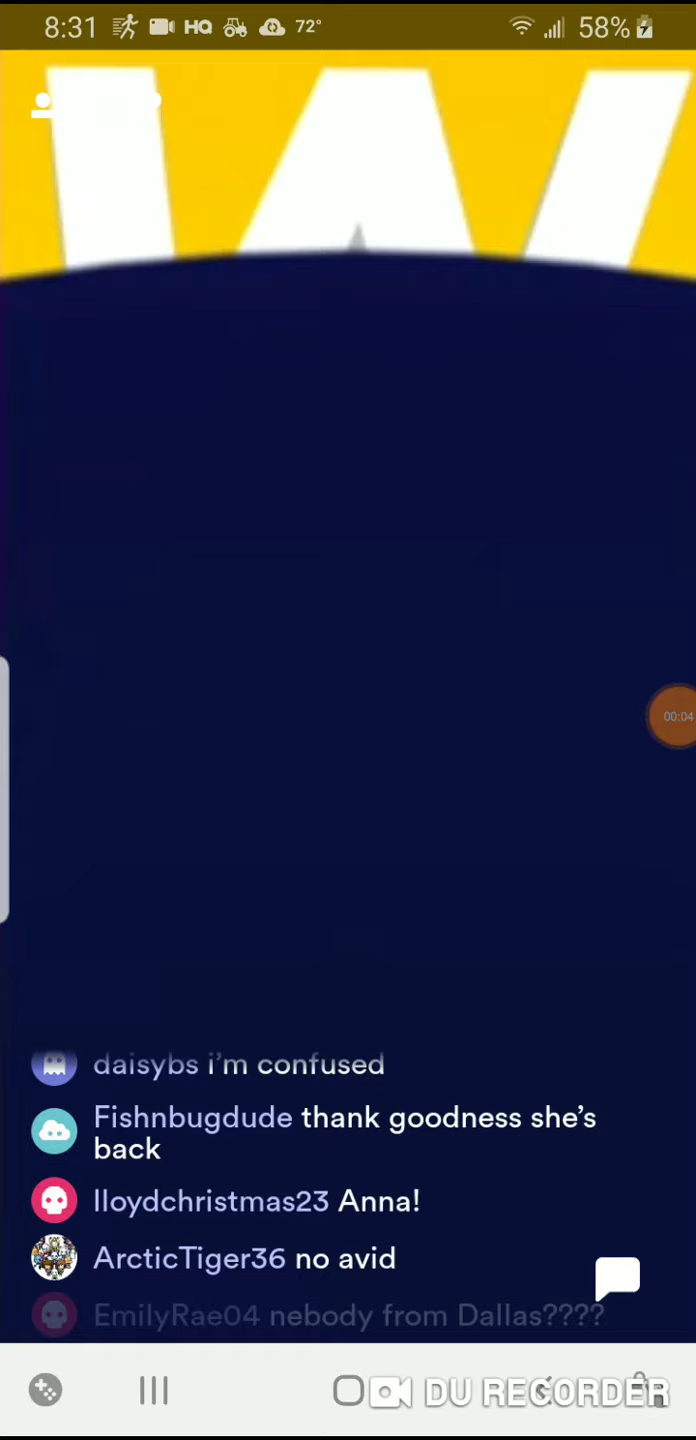 8:31 HQ 72° 58%
W
00:04
daisybs i’m confused
Fishnbugdude thank goodness she’s
back
lloydchristmas23 Anna!
ArcticTiger36 no avid
EmilyRae04 nebody from Dallas????
DU RECORDER